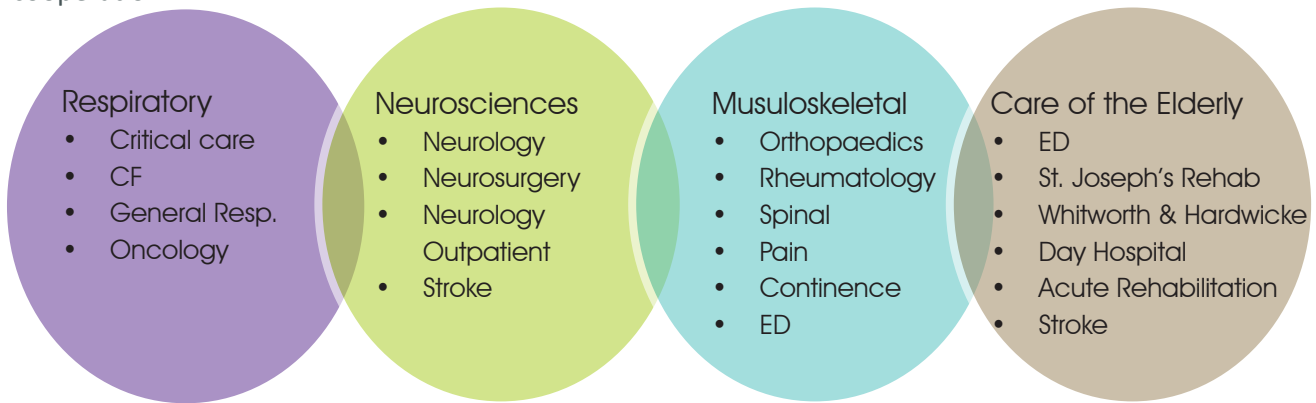 Respiratory
• Critical care
• CF
• General Resp.
• Oncology
Neurosciences
• Neurology
• Neurosurgery
• Neurology
Outpatient
• Stroke
Musuloskeletal
• Orthopaedics
• Rheumatology
• Spinal
• Pain
• Continence
• ED
Care of the Elderly
• ED
• St. Joseph's Rehab
• Whitworth & Hardwicke
• Day Hospital
• Acute Rehabilitation
• Stroke